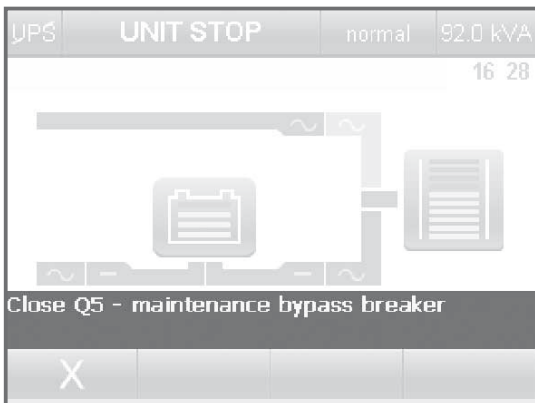 UPS UNIT STOP normal 92.0 kVA
16 28
Close Q5 - maintenance bypass breaker
X